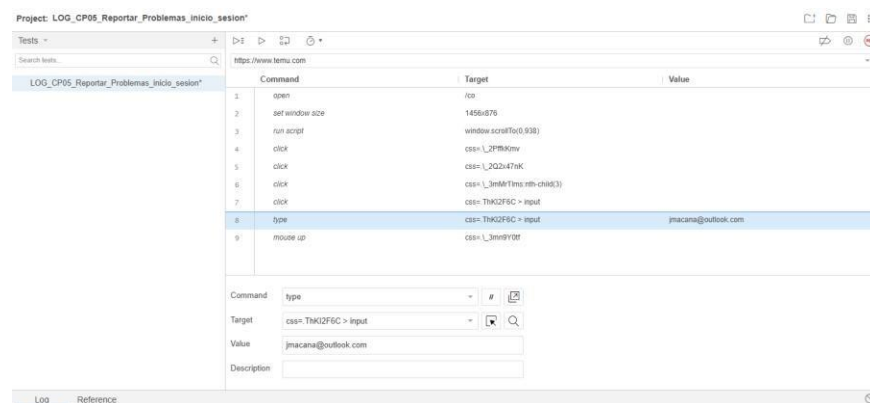 Project: LOG_CP05_Reportar_Problemas_inicio_sesion*
Tests
Search tests...
LOG_CP05_Reportar_Problemas_inicio_sesion*
https://www.temu.com
Command Target Value
1 open /co
2 set window size 1456x876
3 run script window.scrollTo(0,938)
4 click css=.\_2PffkKmv
5 click css=.\_2Q2x47nK
6 click css=.\_3mMrTIms:nth-child(3)
7 click css=.ThKI2F6C > input
8 type css=.ThKI2F6C > input jmacana@outlook.com
9 mouse up css=.\_3mn9Y0tf
Command type //
Target css=.ThKI2F6C > input
Value jmacana@outlook.com
Description
Log Reference